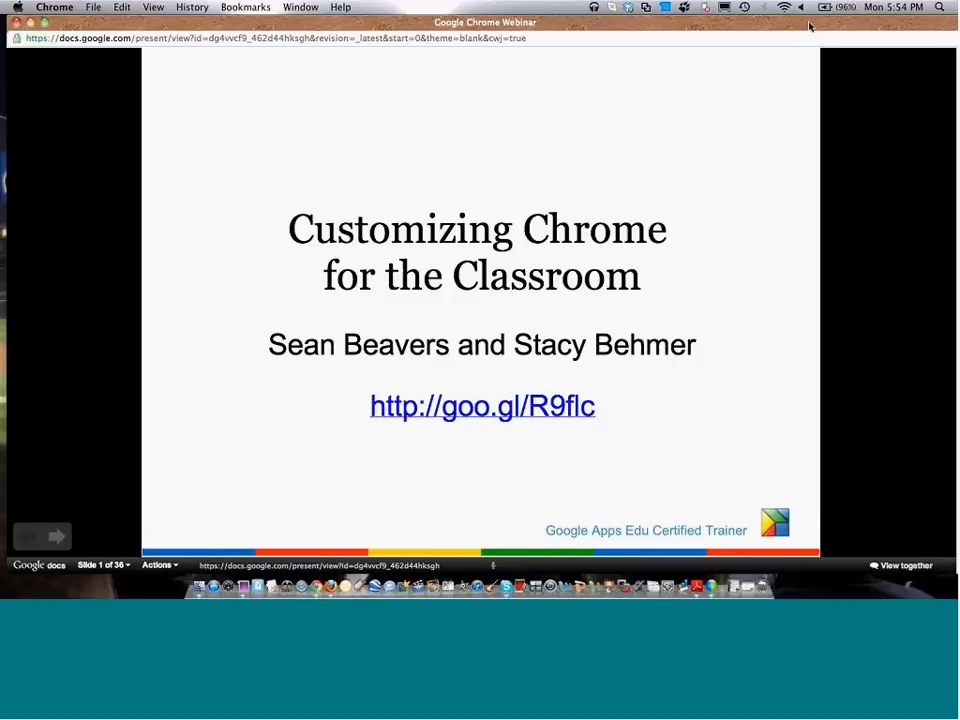 Chrome File Edit View History Bookmarks Window Help (96%) Mon 5:54 PM
Google Chrome Webinar
https://docs.google.com/present/view?id=dg4vvcf9_462d44hksgh&revision=_latest&start=0&theme=blank&cwj=true
Customizing Chrome
for the Classroom
Sean Beavers and Stacy Behmer
http://goo.gl/R9flc
Google Apps Edu Certified Trainer
Google docs Slide 1 of 36 Actions https://docs.google.com/present/view?id=dg4vvcf9_462d44hksgh View together